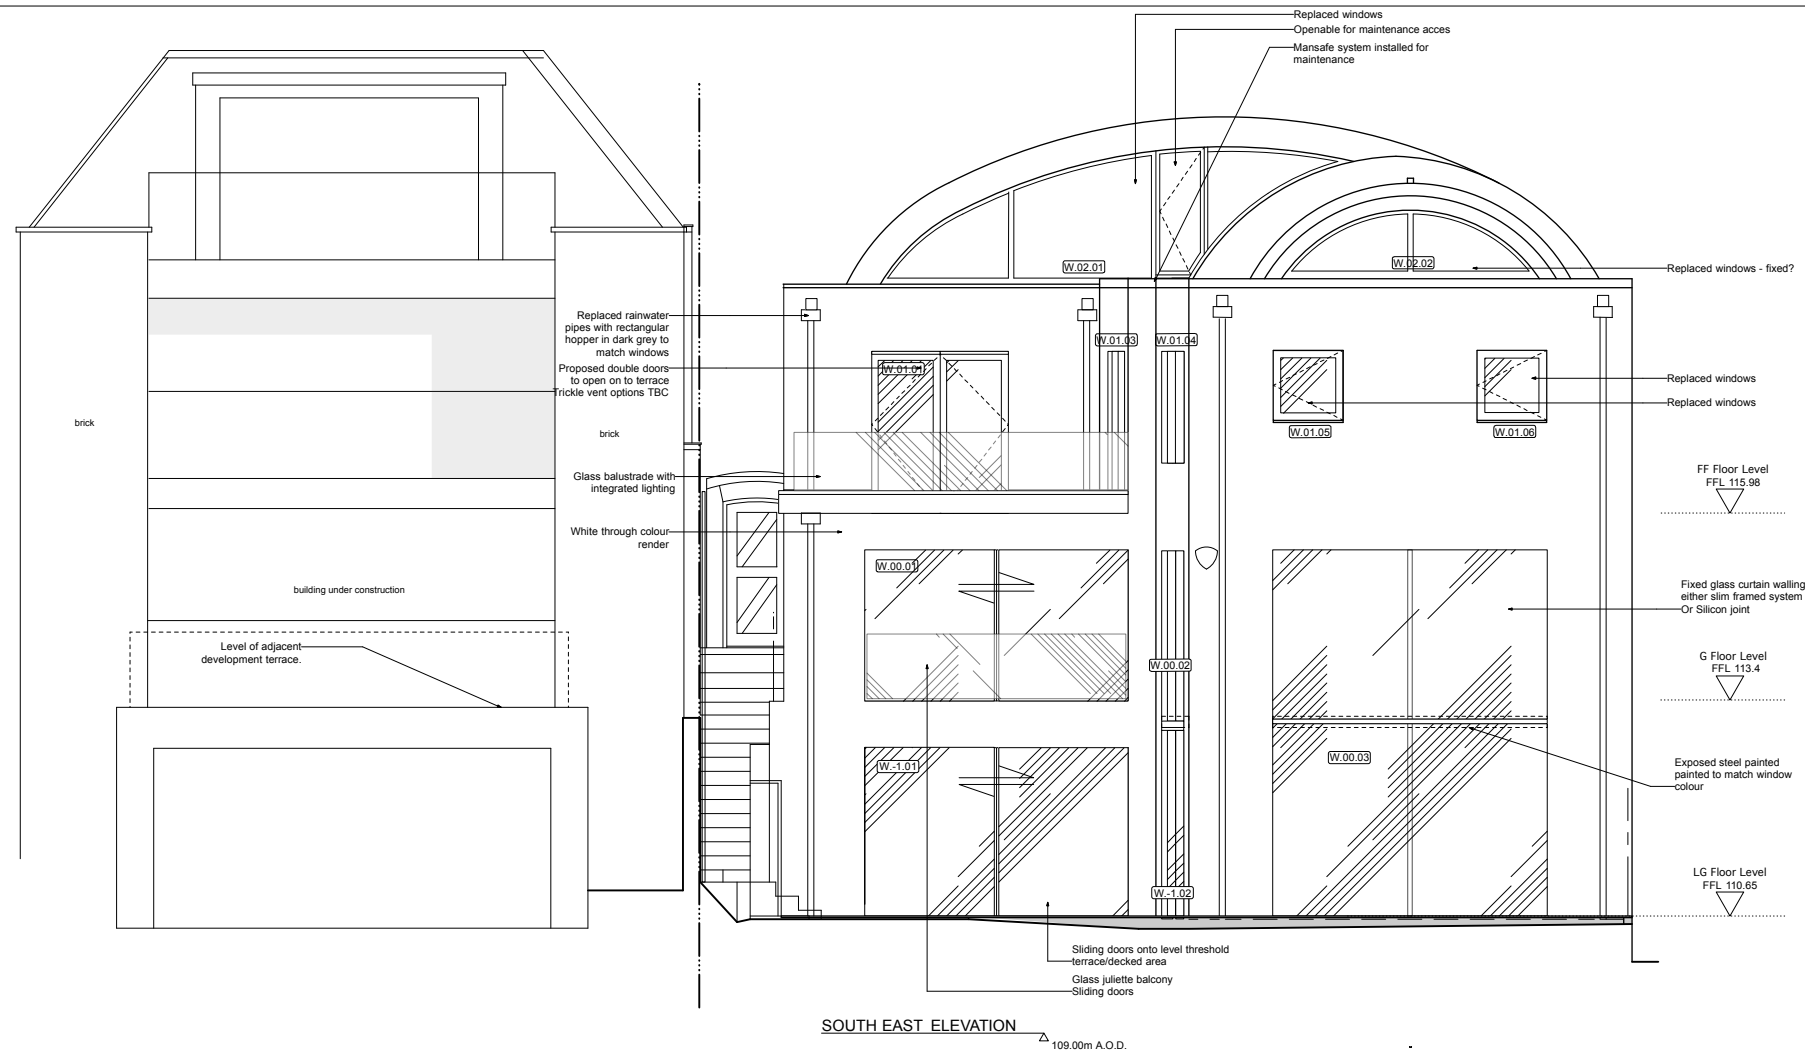 Replaced windows
Openable for maintenance acces
Mansafe system installed for
maintenance
W.02.01
W.02.02
Replaced windows - fixed?
Replaced rainwater
pipes with rectangular
hopper in dark grey to
match windows
Proposed double doors
to open on to terrace
Trickle vent options TBC
W.01.01
W.01.03
W.01.04
Replaced windows
Replaced windows
W.01.05
W.01.06
brick
brick
Glass balustrade with
integrated lighting
FF Floor Level
FFL 115.98
White through colour
render
W.00.01
building under construction
Fixed glass curtain walling
either slim framed system
Or Silicon joint
Level of adjacent
development terrace.
W.00.02
G Floor Level
FFL 113.4
W.-1.01
W.00.03
Exposed steel painted
painted to match window
colour
W.-1.02
LG Floor Level
FFL 110.65
Sliding doors onto level threshold
terrace/decked area
Glass juliette balcony
Sliding doors
SOUTH EAST ELEVATION
109.00m A.O.D.